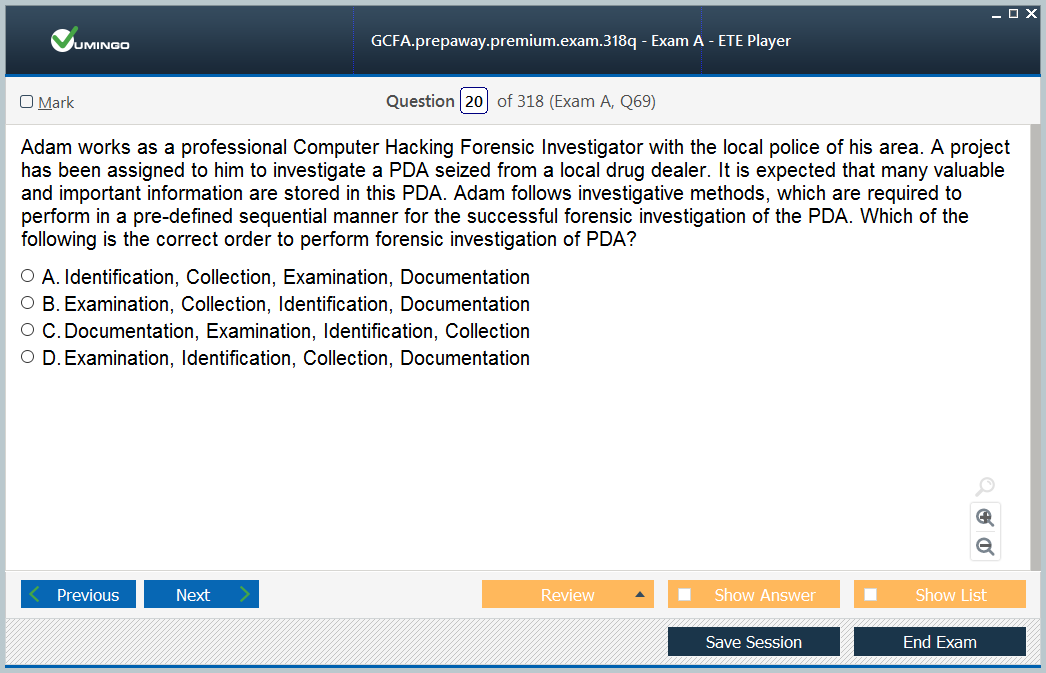 VUMINGO
GCFA.prepaway.premium.exam.318q - Exam A - ETE Player
Mark
Question 20 of 318 (Exam A, Q69)
Adam works as a professional Computer Hacking Forensic Investigator with the local police of his area. A project
has been assigned to him to investigate a PDA seized from a local drug dealer. It is expected that many valuable
and important information are stored in this PDA. Adam follows investigative methods, which are required to
perform in a pre-defined sequential manner for the successful forensic investigation of the PDA. Which of the
following is the correct order to perform forensic investigation of PDA?
A. Identification, Collection, Examination, Documentation
B. Examination, Collection, Identification, Documentation
C. Documentation, Examination, Identification, Collection
D. Examination, Identification, Collection, Documentation
Previous Next Review Show Answer Show List
Save Session End Exam